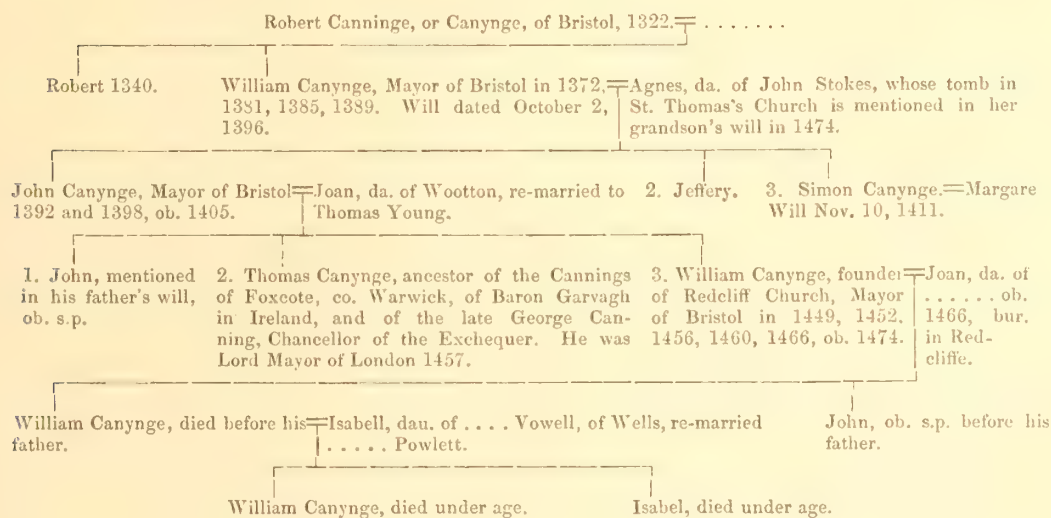 Robert Canninge, or Canynge, of Bristol, 1322.=. . . . . . .
Robert 1340.
William Canynge, Mayor of Bristol in 1372,
1381, 1385, 1389. Will dated October 2,
1396.
=Agnes, da. of John Stokes, whose tomb in
St. Thomas's Church is mentioned in her
grandson's will in 1474.
John Canynge, Mayor of Bristol
1392 and 1398, ob. 1405.
=Joan, da. of Wootton, re-married to
Thomas Young.
2. Jeffery.
3. Simon Canynge.=Margare
Will Nov. 10, 1411.
1. John, mentioned
in his father's will,
ob. s.p.
2. Thomas Canynge, ancestor of the Cannings
of Foxcote, co. Warwick, of Baron Garvagh
in Ireland, and of the late George Can-
ning, Chancellor of the Exchequer. He was
Lord Mayor of London 1457.
3. William Canynge, founder
of Redcliff Church, Mayor
of Bristol in 1449, 1452.
1456, 1460, 1466, ob. 1474.
=Joan, da. of
. . . . . . ob.
1466, bur.
in Red-
cliffe.
William Canynge, died before his
father.
=Isabell, dau. of . . . . Vowell, of Wells, re-married
. . . . . Powlett.
John, ob. s.p. before his
father.
William Canynge, died under age.
Isabel, died under age.